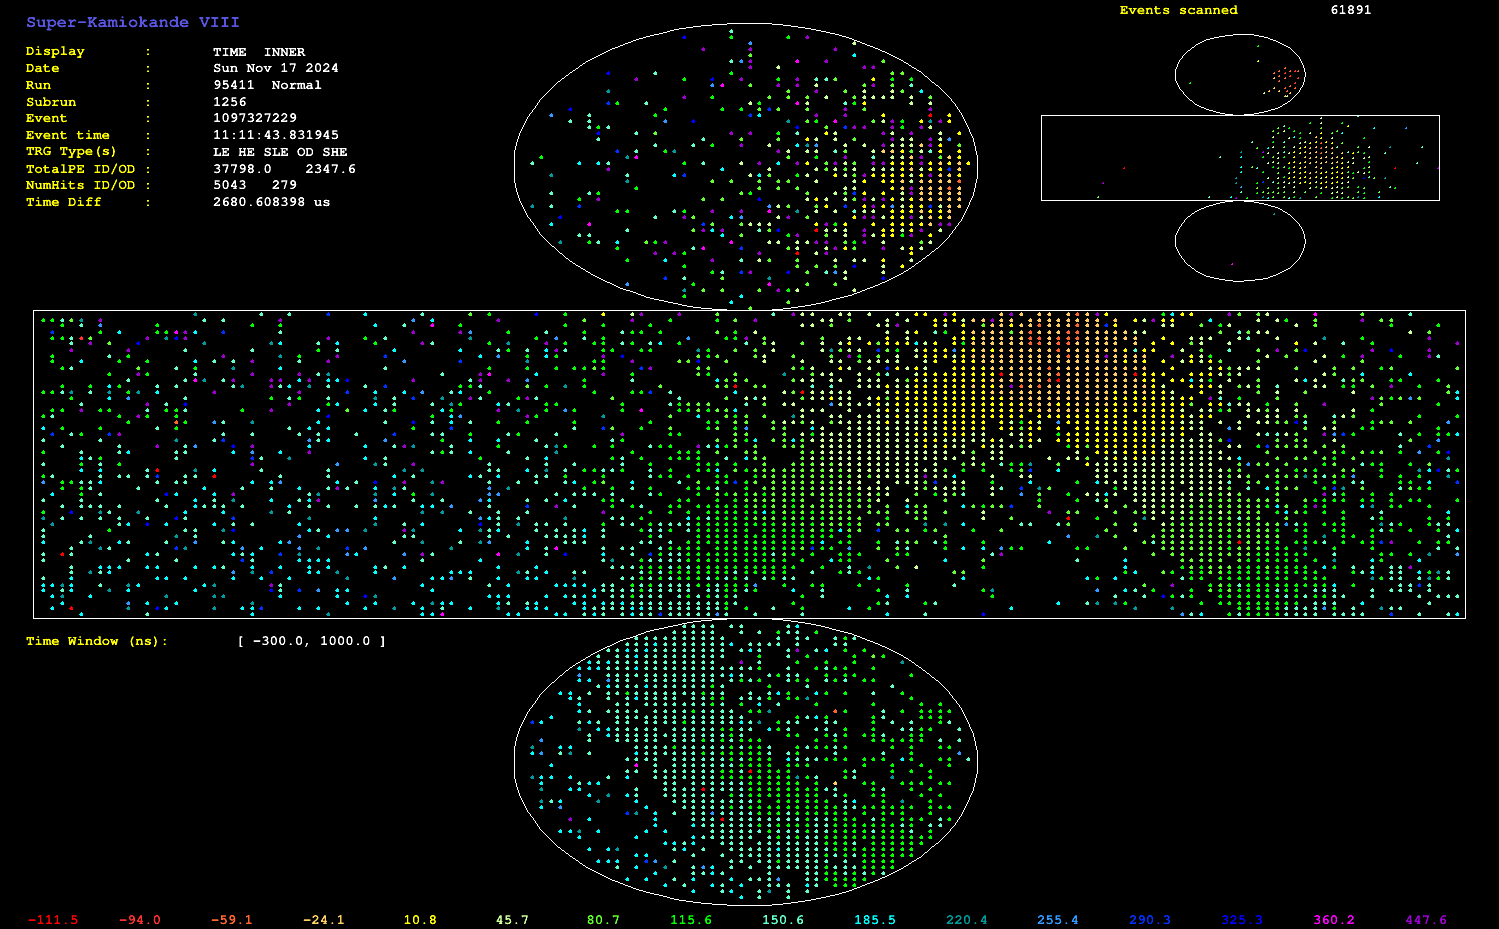 Super-Kamiokande VIII
Events scanned 61891
Display : TIME INNER
Date : Sun Nov 17 2024
Run : 95411 Normal
Subrun : 1256
Event : 1097327229
Event time : 11:11:43.831945
TRG Type(s) : LE HE SLE OD SHE
TotalPE ID/OD : 37798.0 2347.6
NumHits ID/OD : 5043 279
Time Diff : 2680.608398 us
Time Window (ns): [ -300.0, 1000.0 ]
-111.5 -94.0 -59.1 -24.1 10.8 45.7 80.7 115.6 150.6 185.5 220.4 255.4 290.3 325.3 360.2 447.6